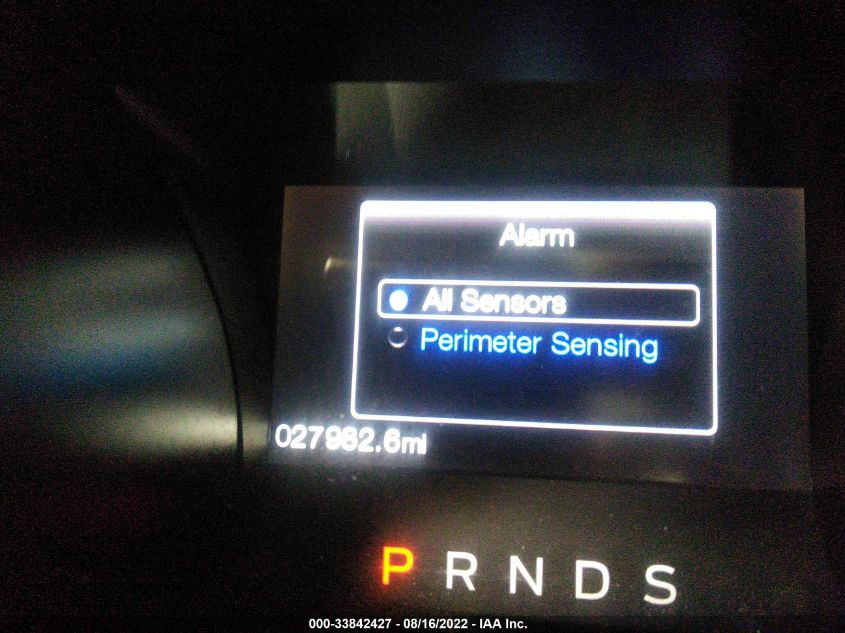 Alarm
All Sensors
Perimeter Sensing
027982.6mi
P R N D S
000-33842427 - 08/16/2022 - IAA Inc.